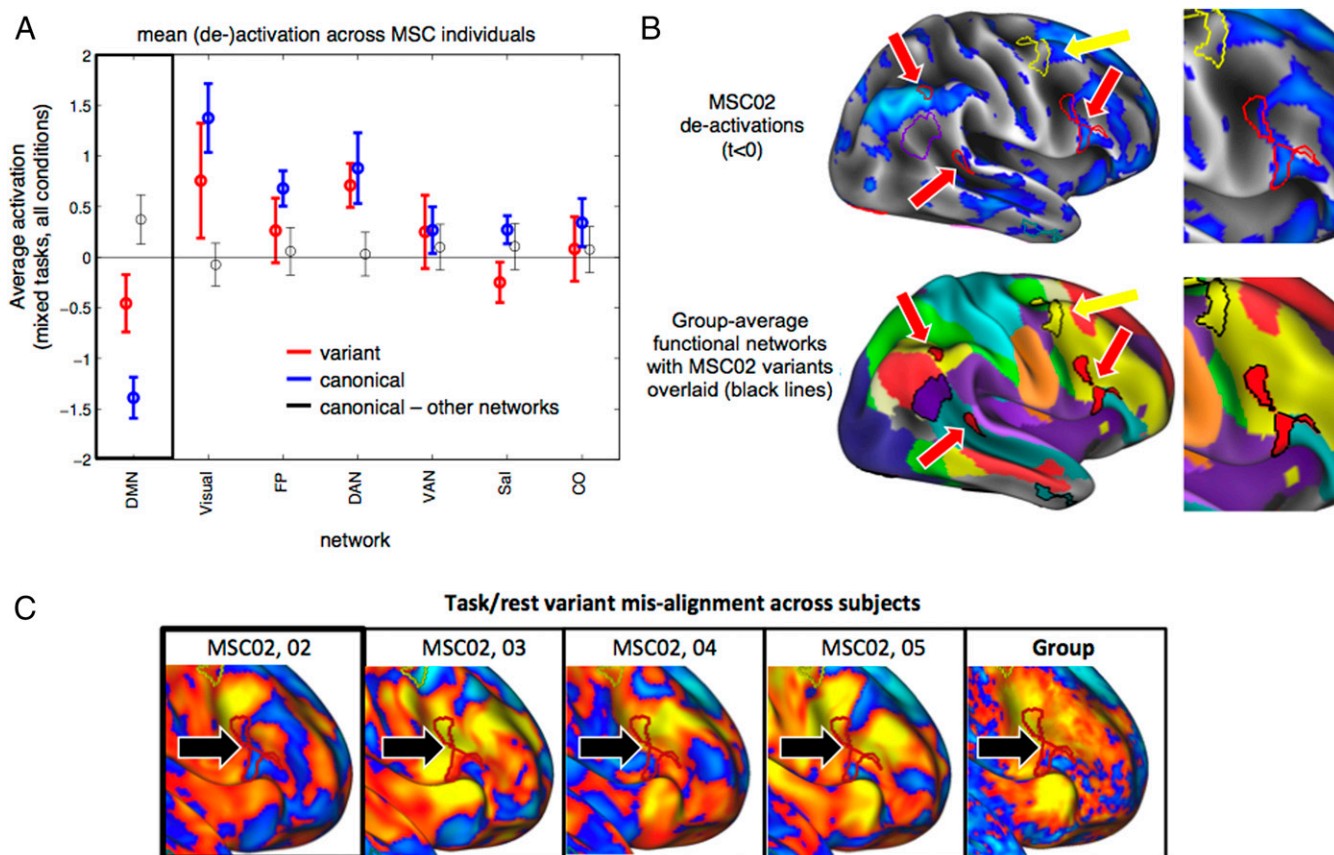 A
mean (de-)activation across MSC individuals
Average activation
(mixed tasks, all conditions)
2
1.5
1
0.5
0
−0.5
−1
−1.5
−2
variant
canonical
canonical – other networks
DMN
Visual
FP
DAN
VAN
Sal
CO
network
B
MSC02
de-activations
(t<0)
Group-average
functional networks
with MSC02 variants
overlaid (black lines)
C
Task/rest variant mis-alignment across subjects
MSC02, 02
MSC02, 03
MSC02, 04
MSC02, 05
Group